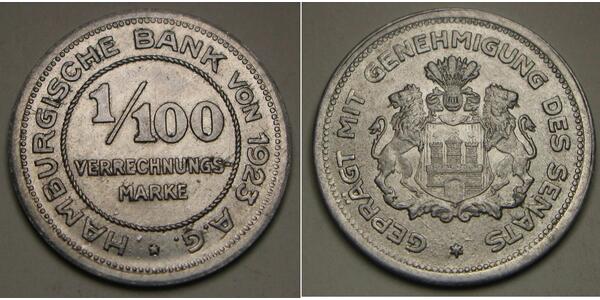 HAMBURGISCHE BANK VON 1923 A.G.
1/100
VERRECHNUNGS-
MARKE
GEPRÄGT MIT GENEHMIGUNG DES SENATS